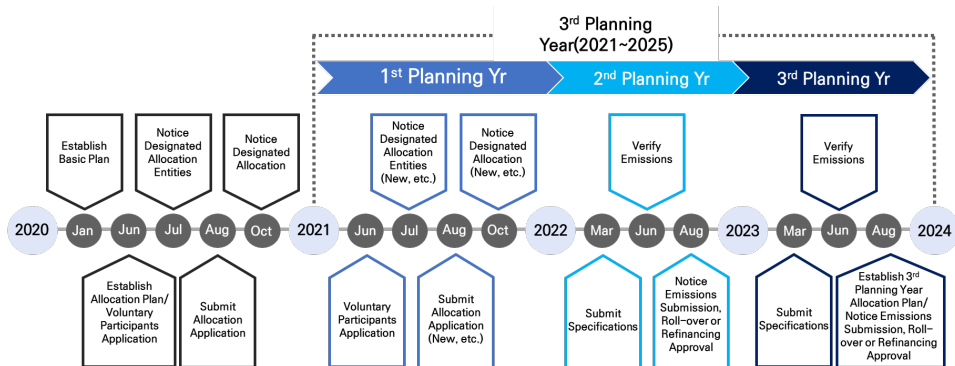 3rd Planning
Year(2021~2025)
1st Planning Yr
2nd Planning Yr
3rd Planning Yr
Establish
Basic Plan
Notice
Designated
Allocation
Entities
Notice
Designated
Allocation
Notice
Designated
Allocation
Entities
(New, etc.)
Notice
Designated
Allocation
(New, etc.)
Verify
Emissions
Verify
Emissions
2020
Jan
Jun
Jul
Aug
Oct
2021
Jun
Jul
Aug
Oct
2022
Mar
Jun
Aug
2023
Mar
Jun
Aug
2024
Establish
Allocation Plan/
Voluntary
Participants
Application
Submit
Allocation
Application
Voluntary
Participants
Application
Submit
Allocation
Application
(New, etc.)
Submit
Specifications
Notice
Emissions
Submission,
Roll-over or
Refinancing
Approval
Submit
Specifications
Establish 3rd
Planning Year
Allocation Plan/
Notice Emissions
Submission, Roll-
over or Refinancing
Approval